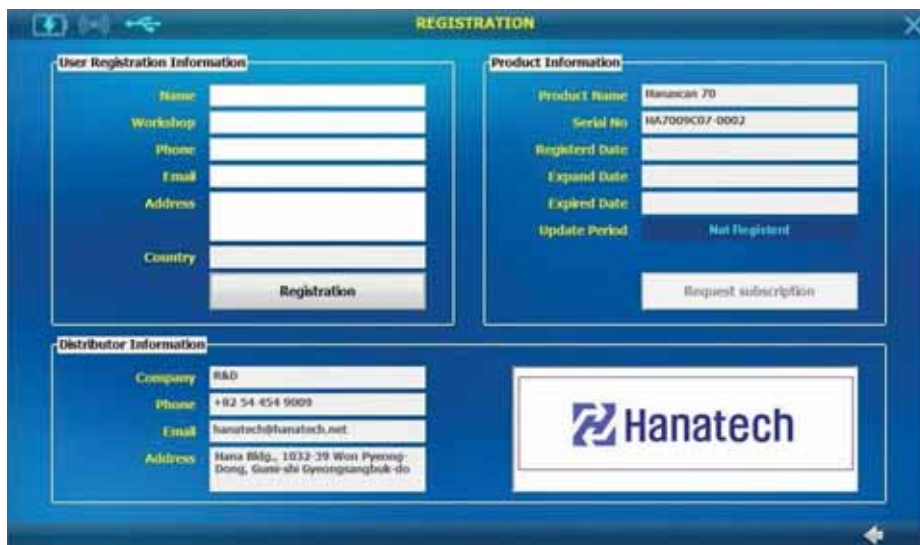 REGISTRATION
User Registration Information
Name
Workshop
Phone
Email
Address
Country
Registration
Product Information
Product Name Hanascan 70
Serial No HA7009C07-0002
Registerd Date
Expand Date
Expired Date
Update Period Not Registerd
Request subscription
Distributor Information
Company R&D
Phone +82 54 454 9009
Email hanatech@hanatech.net
Address Hana Bldg., 1032-39 Won Pyeong-
Dong, Gumi-shi Gyeongsangbuk-do
Hanatech